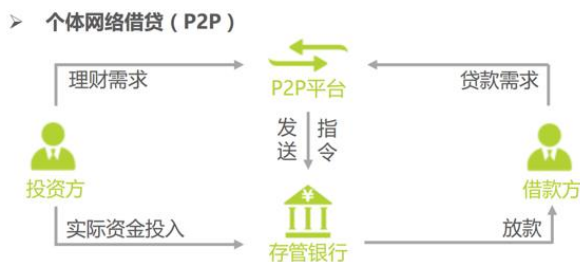 ➢ 个体网络借贷（P2P）
理财需求
P2P平台
贷款需求
发送
指令
投资方
借款方
实际资金投入
¥
存管银行
放款